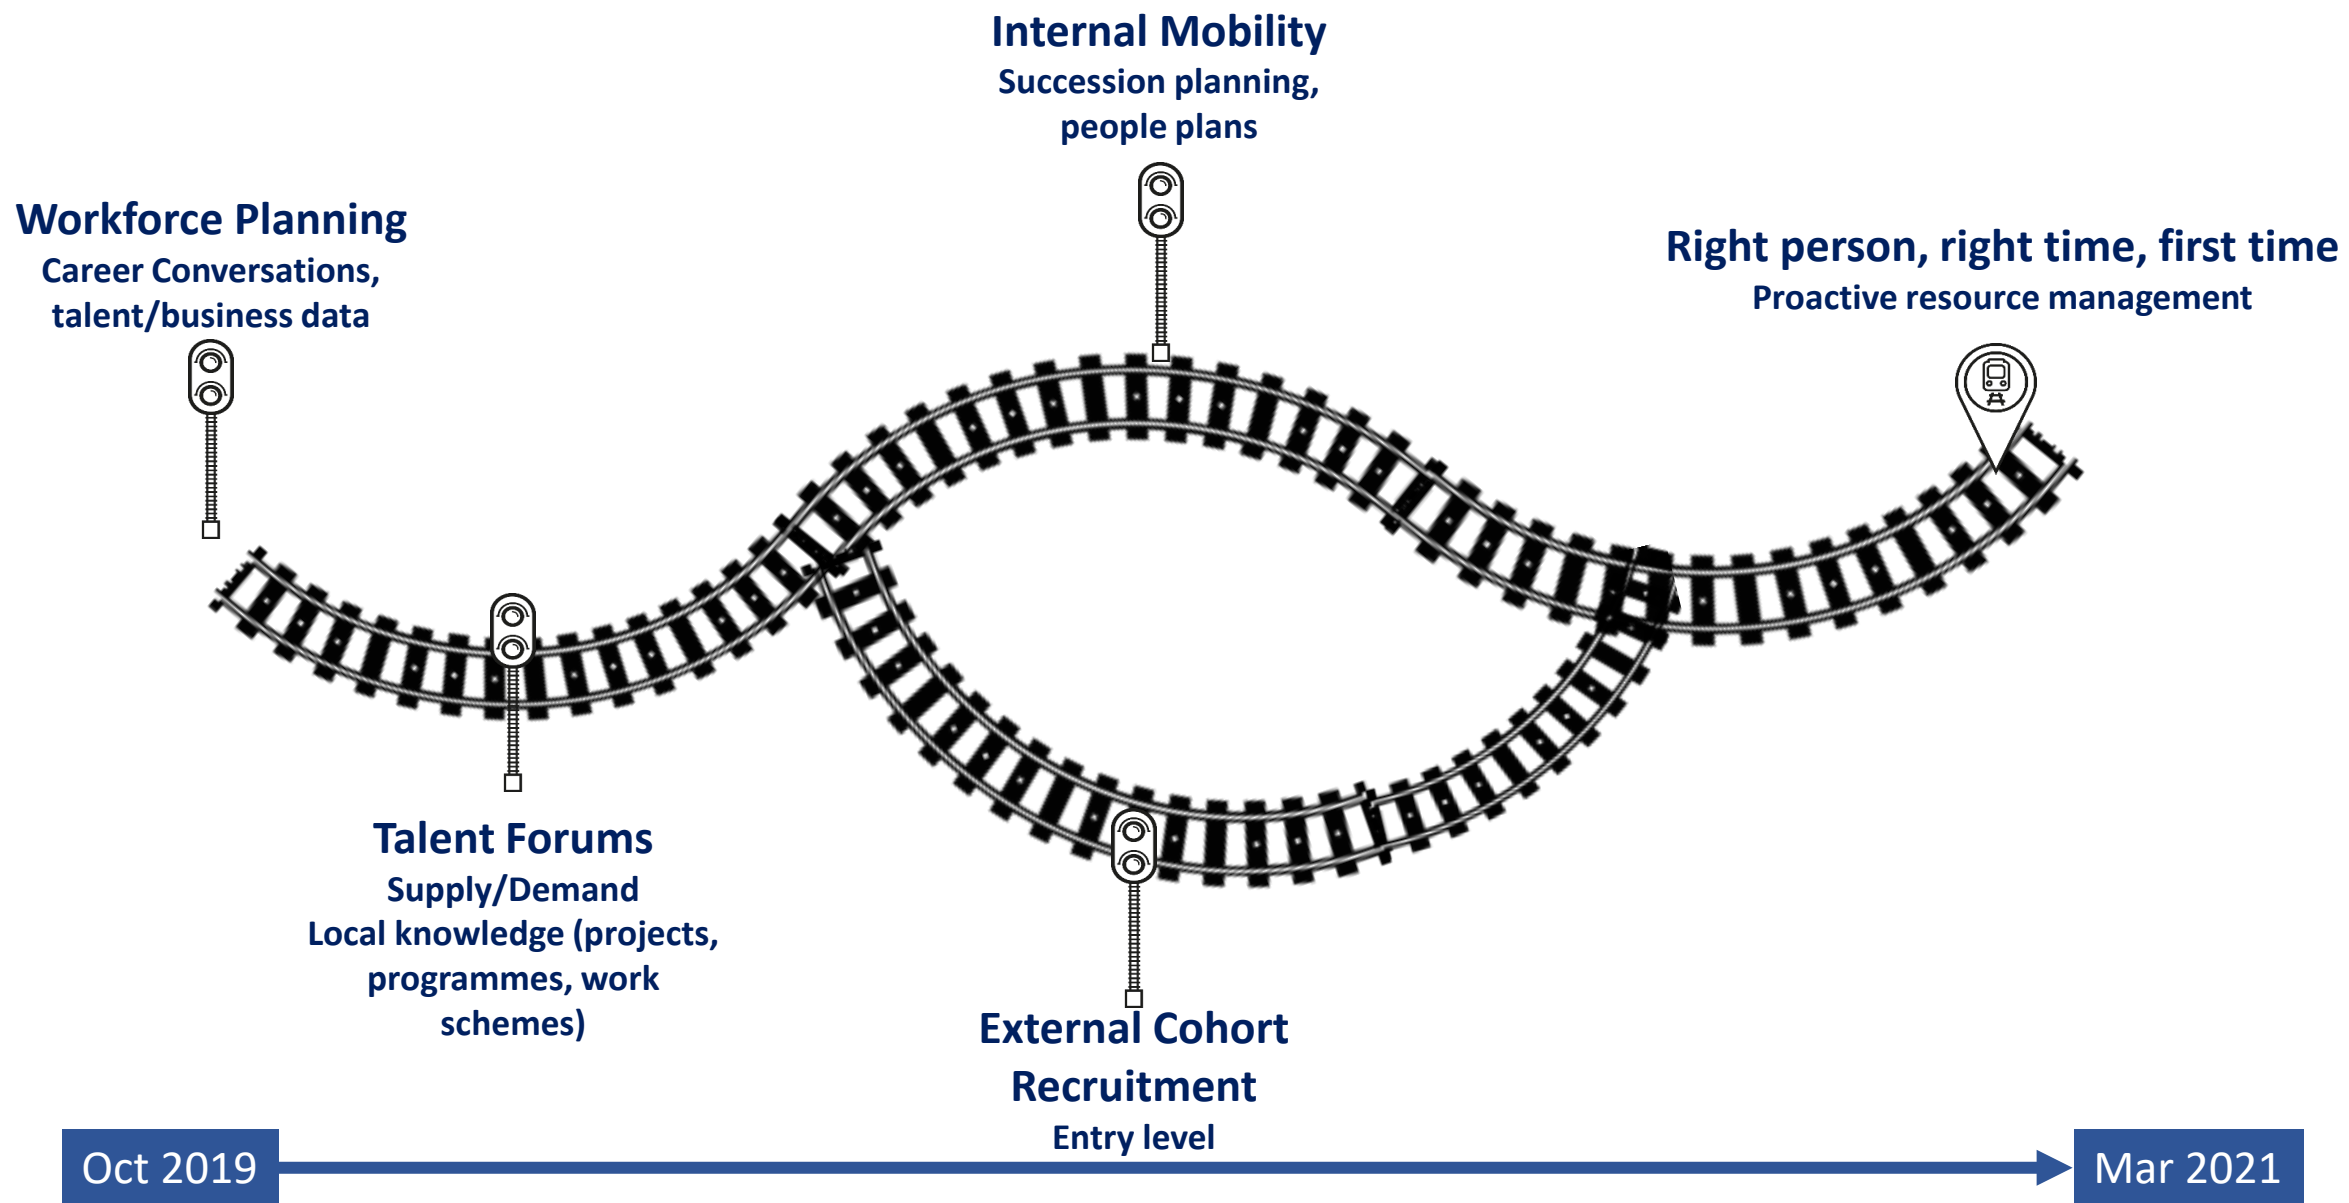 Internal Mobility
Succession planning,
people plans
Workforce Planning
Career Conversations,
talent/business data
Right person, right time, first time
Proactive resource management
Talent Forums
Supply/Demand
Local knowledge (projects,
programmes, work
schemes)
External Cohort
Recruitment
Entry level
Oct 2019
Mar 2021